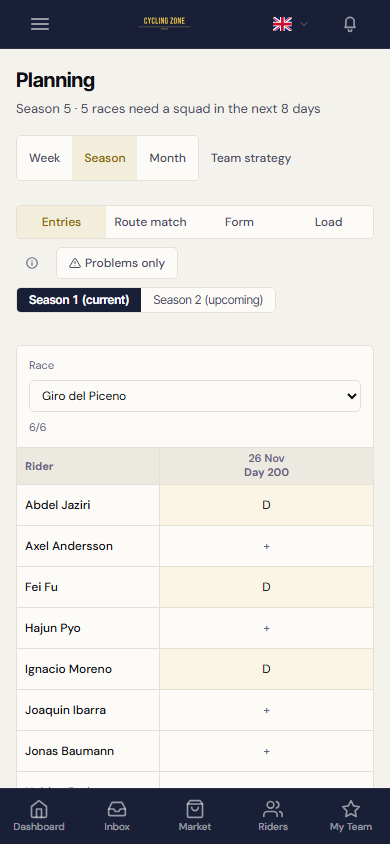 CYCLING ZONE
Planning
Season 5 · 5 races need a squad in the next 8 days
Week Season Month Team strategy
Entries Route match Form Load
Problems only
Season 1 (current) Season 2 (upcoming)
Race
Giro del Piceno
6/6
Rider 26 Nov
Day 200
Abdel Jaziri D
Axel Andersson +
Fei Fu D
Hajun Pyo +
Ignacio Moreno D
Joaquin Ibarra +
Jonas Baumann +
Dashboard Inbox Market Riders My Team